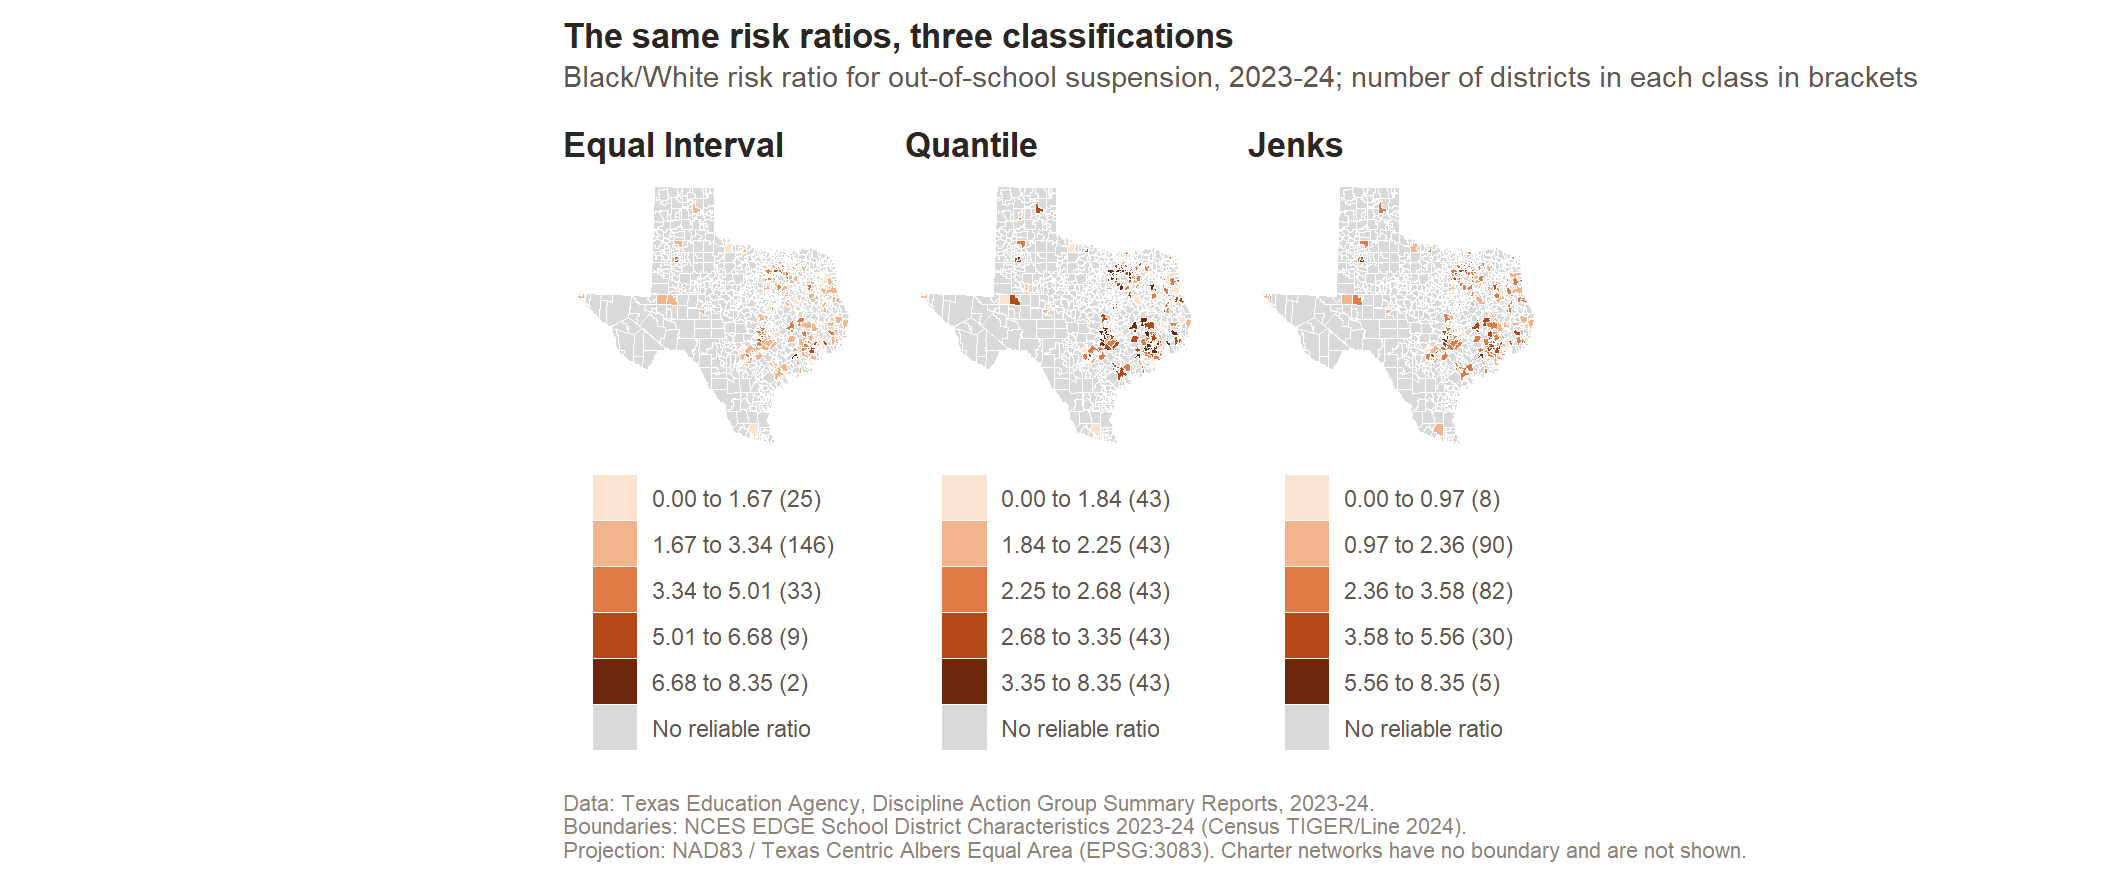 The same risk ratios, three classifications
Black/White risk ratio for out-of-school suspension, 2023-24; number of districts in each class in brackets
Equal Interval
0.00 to 1.67 (25)
1.67 to 3.34 (146)
3.34 to 5.01 (33)
5.01 to 6.68 (9)
6.68 to 8.35 (2)
No reliable ratio
Quantile
0.00 to 1.84 (43)
1.84 to 2.25 (43)
2.25 to 2.68 (43)
2.68 to 3.35 (43)
3.35 to 8.35 (43)
No reliable ratio
Jenks
0.00 to 0.97 (8)
0.97 to 2.36 (90)
2.36 to 3.58 (82)
3.58 to 5.56 (30)
5.56 to 8.35 (5)
No reliable ratio
Data: Texas Education Agency, Discipline Action Group Summary Reports, 2023-24.
Boundaries: NCES EDGE School District Characteristics 2023-24 (Census TIGER/Line 2024).
Projection: NAD83 / Texas Centric Albers Equal Area (EPSG:3083). Charter networks have no boundary and are not shown.